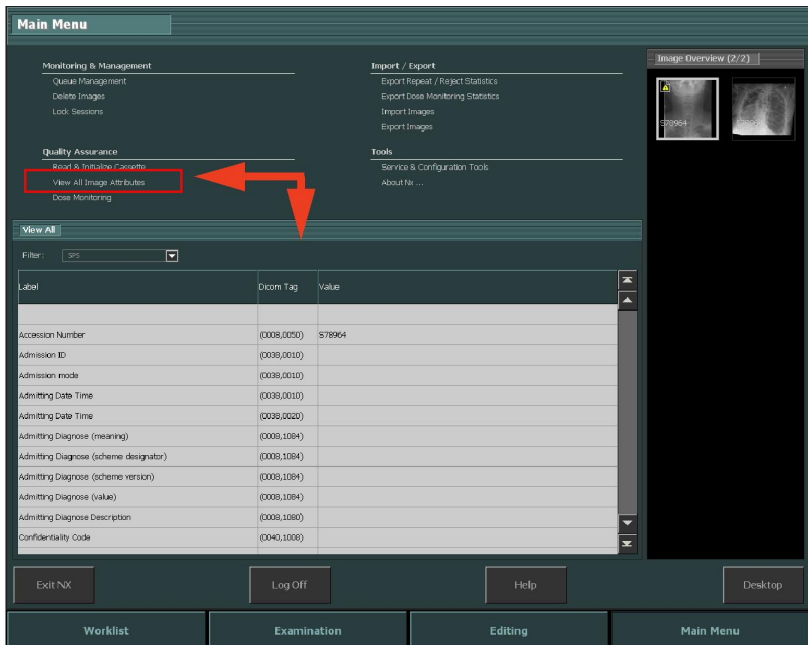 Main Menu
Monitoring & Management
Queue Management
Delete Images
Lock Sessions
Import / Export
Export Repeat / Reject Statistics
Export Dose Monitoring Statistics
Import Images
Export Images
Quality Assurance
Read & Initialize Cassette
View All Image Attributes
Dose Monitoring
Tools
Service & Configuration Tools
About Nx ...
Image Overview (2/2)
S78964
S78964
View All
Filter: SPS
Label Dicom Tag Value
Accession Number (0008,0050) S78964
Admission ID (0038,0010)
Admission mode (0038,0010)
Admitting Date Time (0038,0010)
Admitting Date Time (0038,0020)
Admitting Diagnose (meaning) (0008,1084)
Admitting Diagnose (scheme designator) (0008,1084)
Admitting Diagnose (scheme version) (0008,1084)
Admitting Diagnose (value) (0008,1084)
Admitting Diagnose Description (0008,1080)
Confidentiality Code (0040,1008)
Exit NX
Log Off
Help
Desktop
Worklist
Examination
Editing
Main Menu